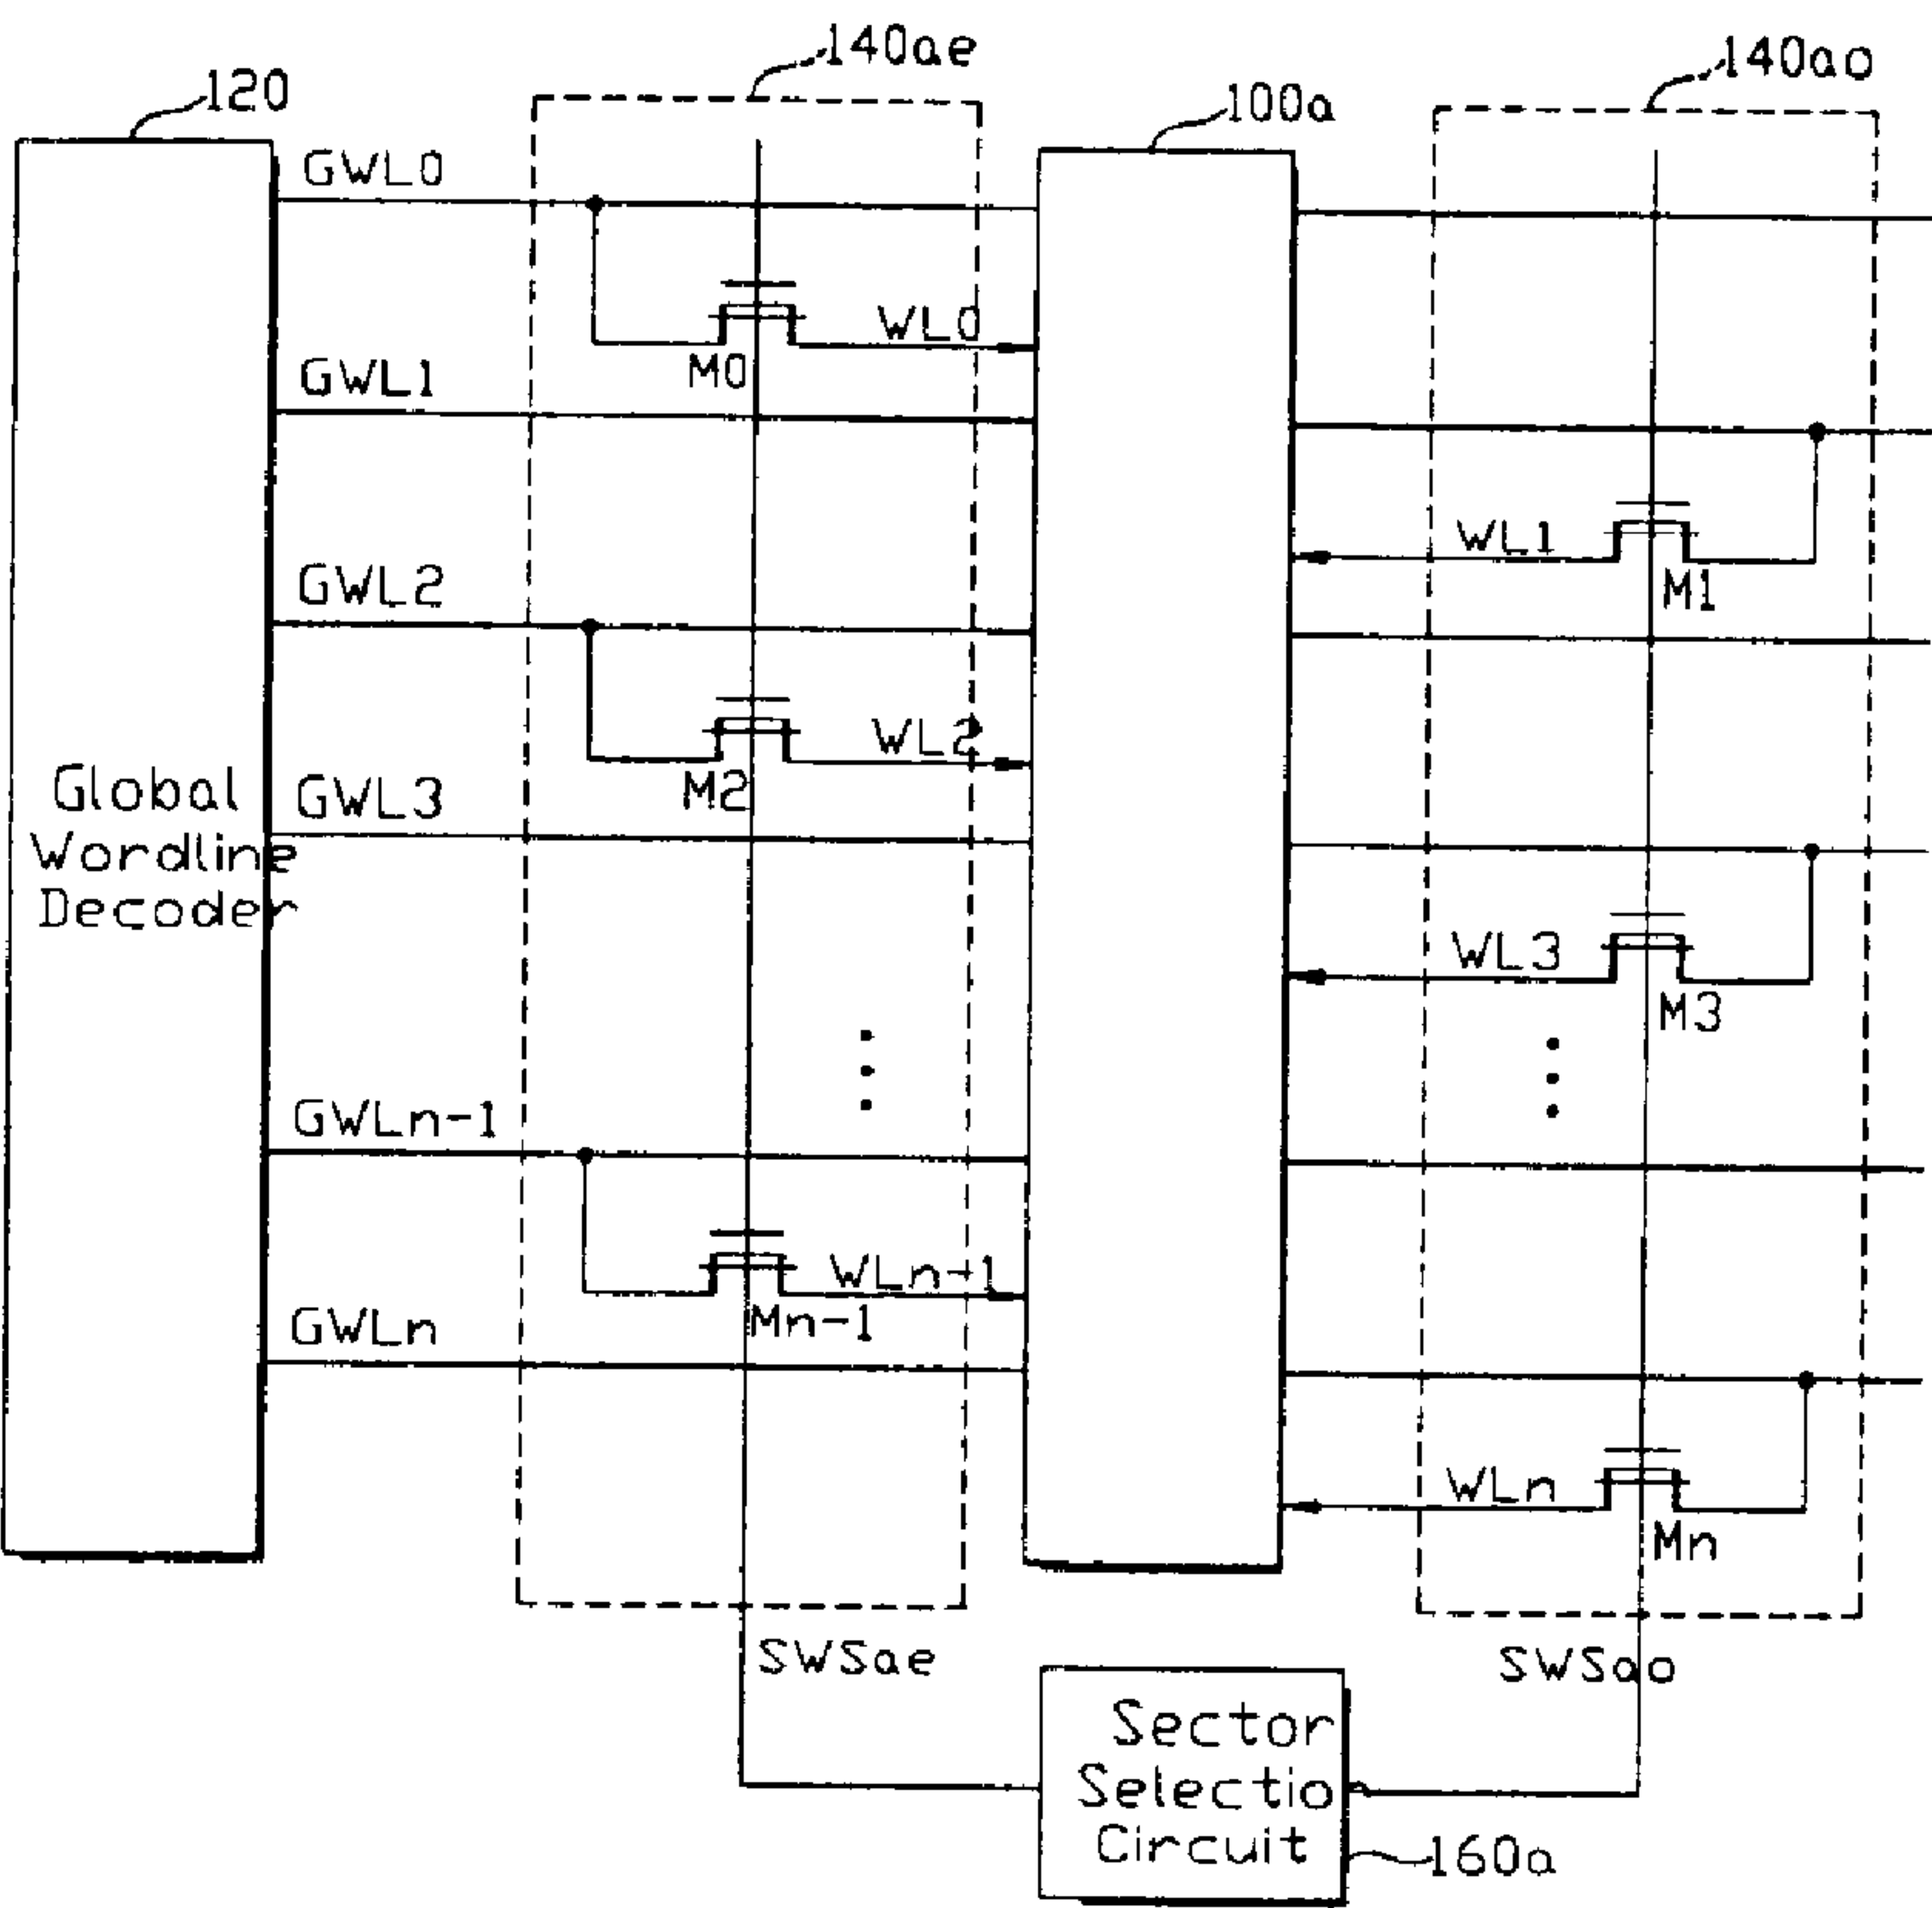 140ae
140ao
120
100a
GWL0
WL0
M0
GWL1
WL1
M1
GWL2
WL2
M2
Global
Wordline
Decoder
GWL3
WL3
M3
GWLn-1
WLn-1
Mn-1
GWLn
WLn
Mn
SWSae
SWSao
Sector
Selectio
Circuit
160a